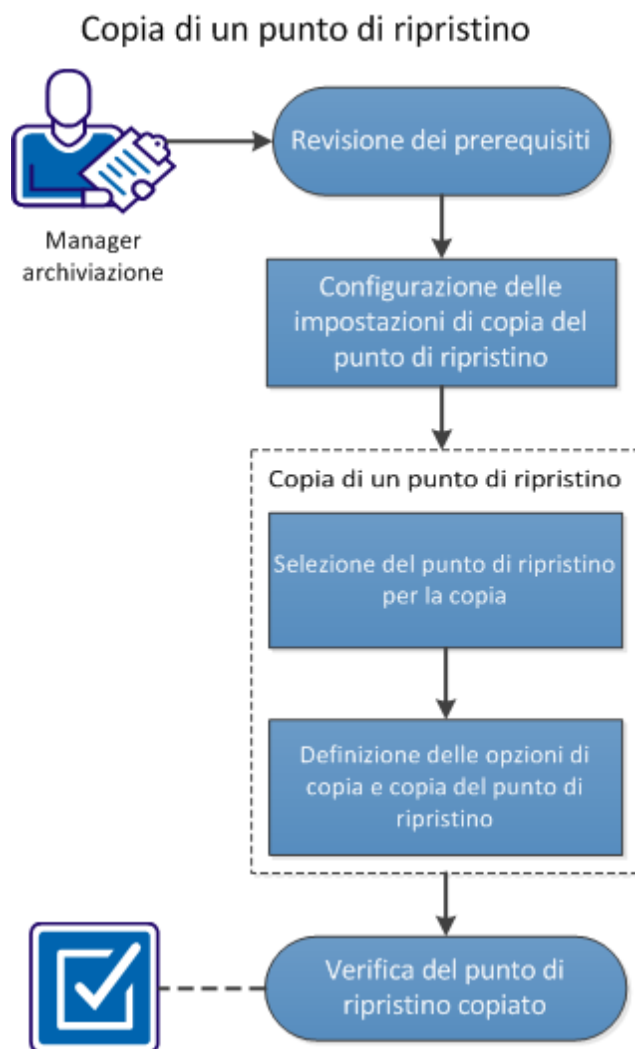 Copia di un punto di ripristino
Revisione dei prerequisiti
Manager
archiviazione
Configurazione delle
impostazioni di copia del
punto di ripristino
Copia di un punto di ripristino
Selezione del punto di ripristino
per la copia
Definizione delle opzioni di
copia e copia del punto di
ripristino
Verifica del punto di
ripristino copiato